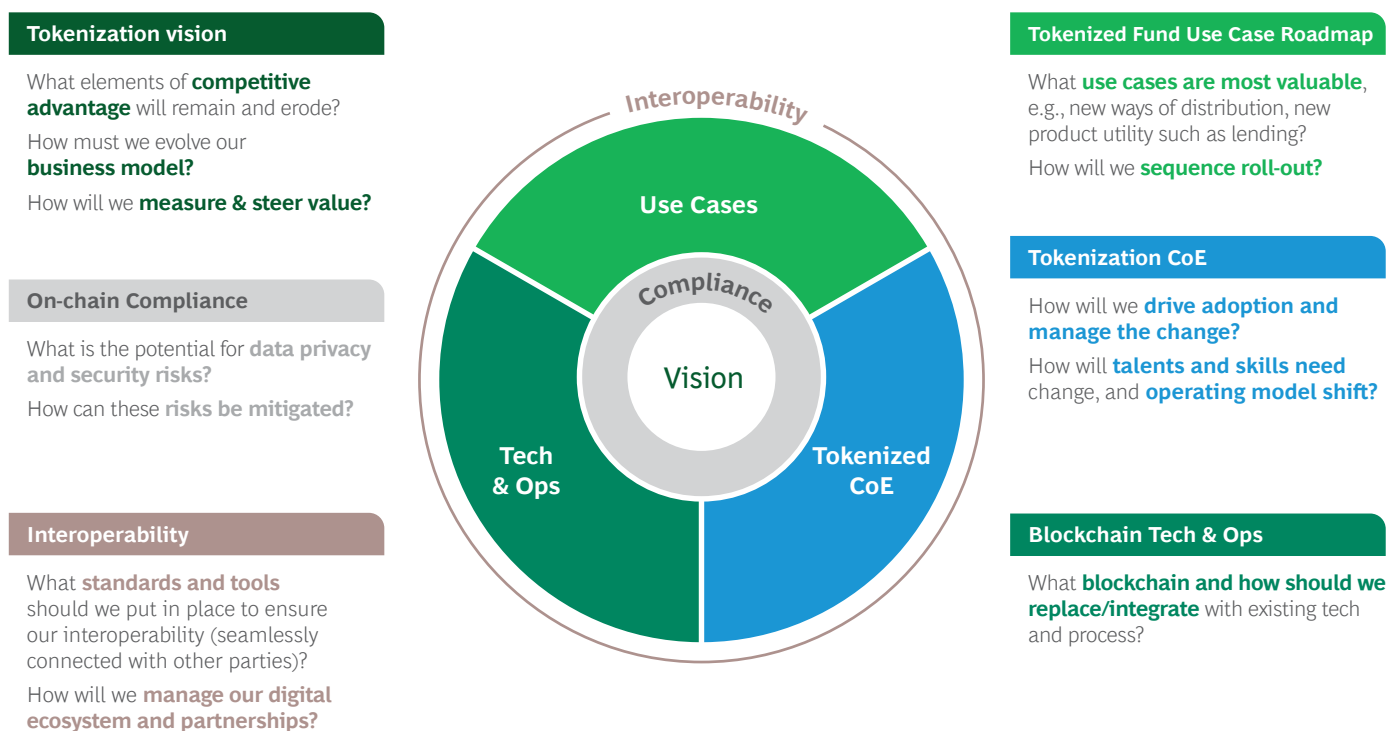 Tokenization vision
What elements of competitive
advantage will remain and erode?
How must we evolve our
business model?
How will we measure & steer value?
On-chain Compliance
What is the potential for data privacy
and security risks?
How can these risks be mitigated?
Interoperability
What standards and tools
should we put in place to ensure
our interoperability (seamlessly
connected with other parties)?
How will we manage our digital
ecosystem and partnerships?
Interoperability
Use Cases
Compliance
Vision
Tech
& Ops
Tokenized
CoE
Tokenized Fund Use Case Roadmap
What use cases are most valuable,
e.g., new ways of distribution, new
product utility such as lending?
How will we sequence roll-out?
Tokenization CoE
How will we drive adoption and
manage the change?
How will talents and skills need
change, and operating model shift?
Blockchain Tech & Ops
What blockchain and how should we
replace/integrate with existing tech
and process?